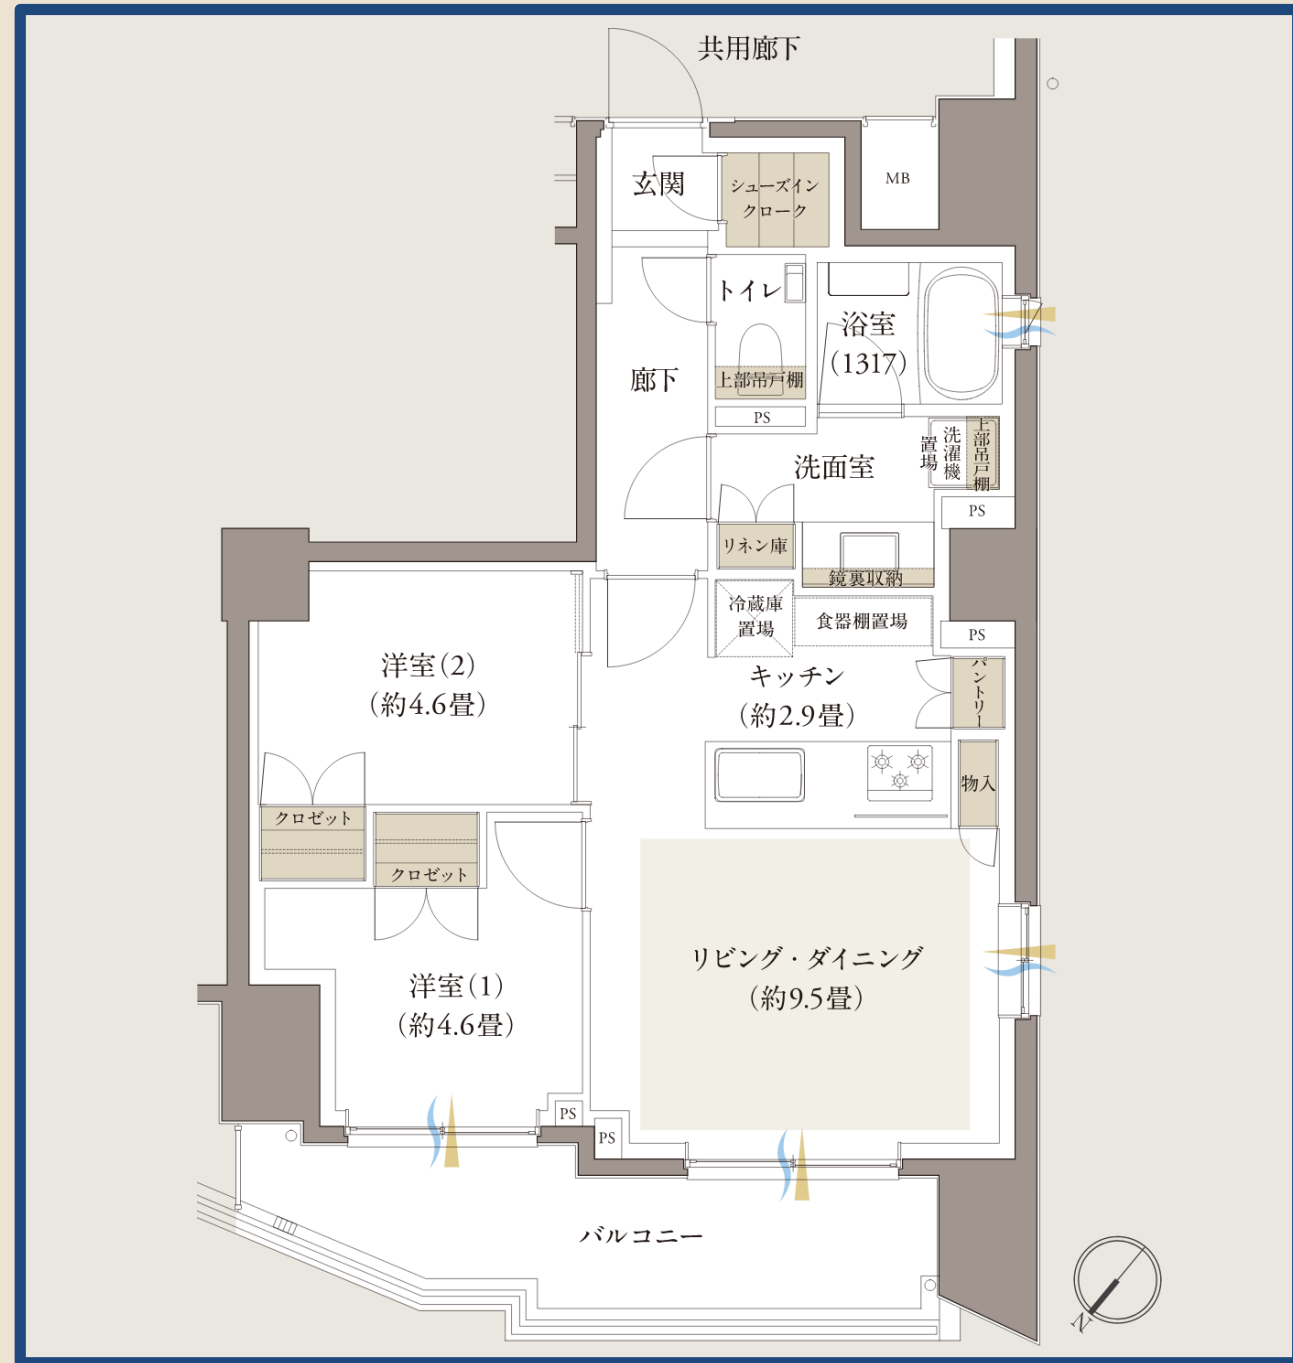 共用廊下
玄関
シューズイン
クローク
MB
トイレ
上部吊戸棚
PS
浴室
(1317)
廊下
洗面室
洗濯機
置場
上部吊戸棚
PS
リネン庫
鏡裏収納
冷蔵庫
置場
食器棚置場
PS
洋室(2)
(約4.6畳)
キッチン
(約2.9畳)
パントリー
物入
クロゼット
クロゼット
洋室(1)
(約4.6畳)
リビング・ダイニング
(約9.5畳)
PS
PS
バルコニー
N